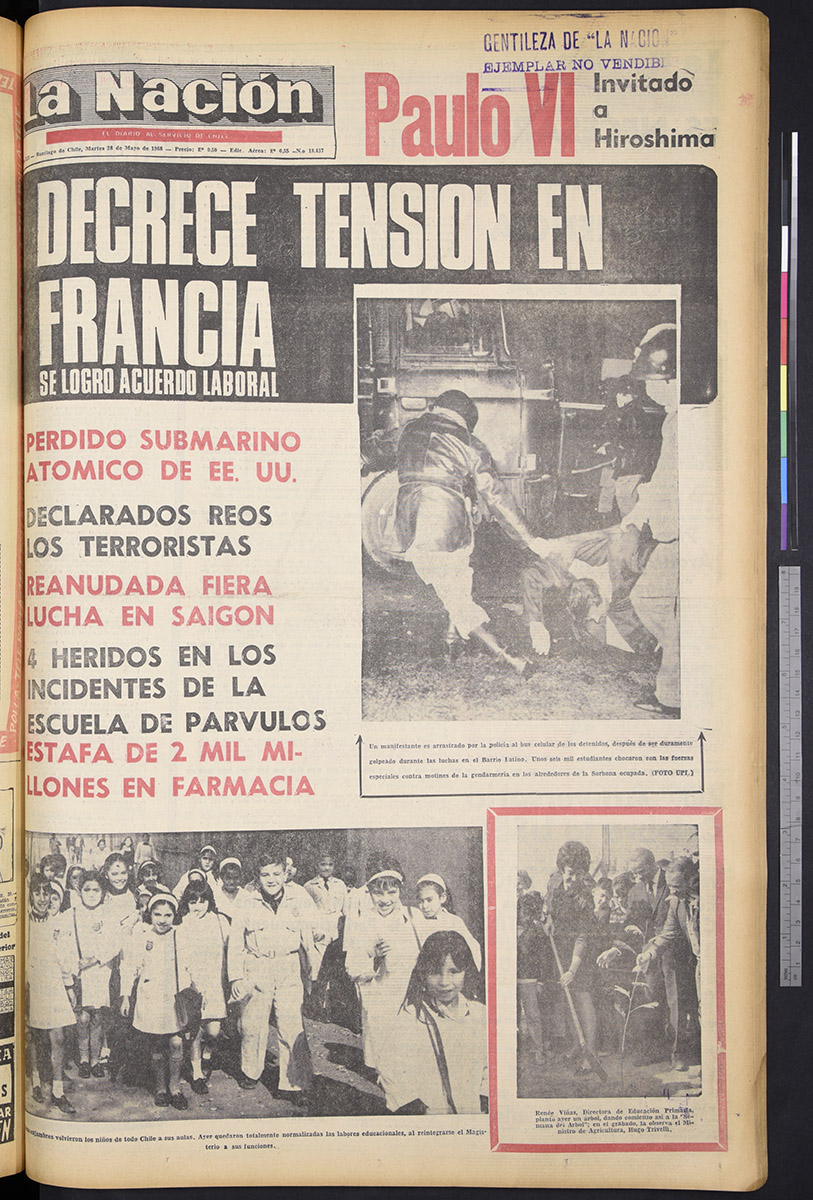 GENTILEZA DE "LA NACION"
EJEMPLAR NO VENDIBL
La Nación
EL DIARIO AL SERVICIO DE CHILE
Santiago de Chile, Martes 28 de Mayo de 1968 — Precio: Eº 0,50 — Edic. Aérea: Eº 0,55 —N.o 18.437
Paulo VI
Invitado
a
Hiroshima
DECRECE TENSION EN
FRANCIA
SE LOGRO ACUERDO LABORAL
PERDIDO SUBMARINO
ATOMICO DE EE. UU.
DECLARADOS REOS
LOS TERRORISTAS
REANUDADA FIERA
LUCHA EN SAIGON
4 HERIDOS EN LOS
INCIDENTES DE LA
ESCUELA DE PARVULOS
ESTAFA DE 2 MIL MI-
LLONES EN FARMACIA
Un manifestante es arrastrado por la policía al bus celular de los detenidos, después de ser duramente
golpeado durante las luchas en el Barrio Latino. Unos seis mil estudiantes chocaron con las fuerzas
especiales contra motines de la gendarmería en las alrededores de la Sorbona ocupada. (FOTO UPI.)
volvieron los niños de todo Chile a sus aulas. Ayer quedaron totalmente normalizadas las labores educacionales, al reintegrarse el Magis-
terio a sus funciones.
Renée Viñas, Directora de Educación Primaria,
plantó ayer un árbol, dando comienzo así a la "Se-
mana del Arbol"; en el grabado, la observa el Mi-
nistro de Agricultura, Hugo Trivelli.